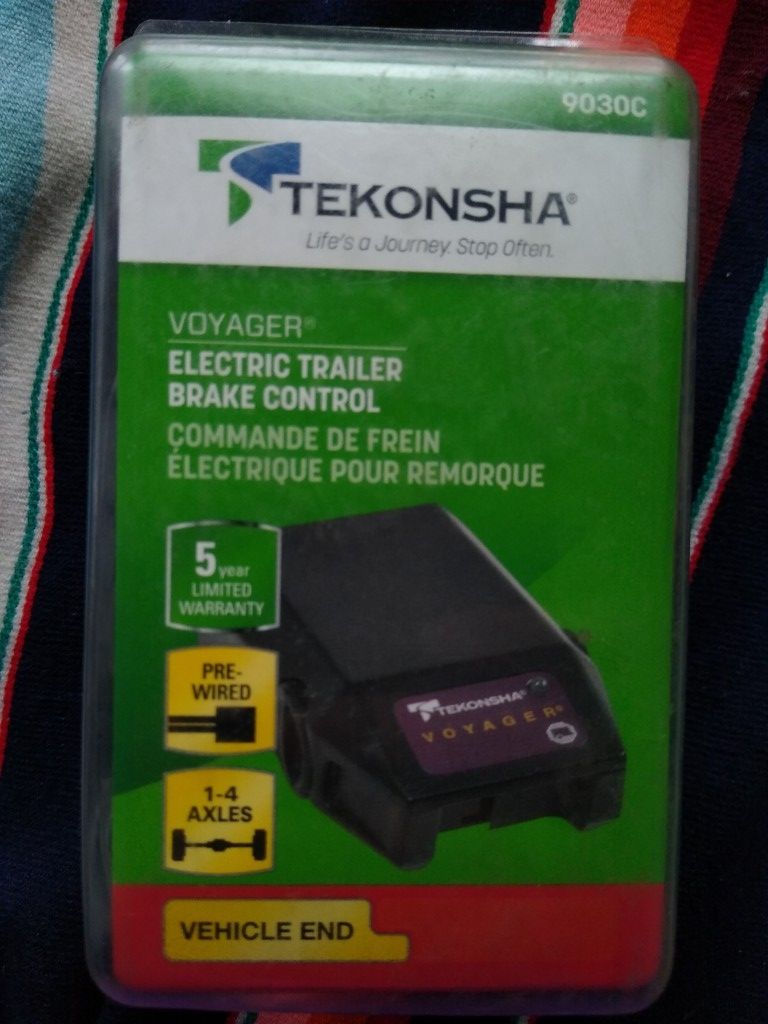 9030C
TEKONSHA®
Life's a Journey. Stop Often.
VOYAGER®
ELECTRIC TRAILER
BRAKE CONTROL
COMMANDE DE FREIN
ÉLECTRIQUE POUR REMORQUE
5 year
LIMITED
WARRANTY
PRE-
WIRED
TEKONSHA®
VOYAGER®
1-4
AXLES
VEHICLE END